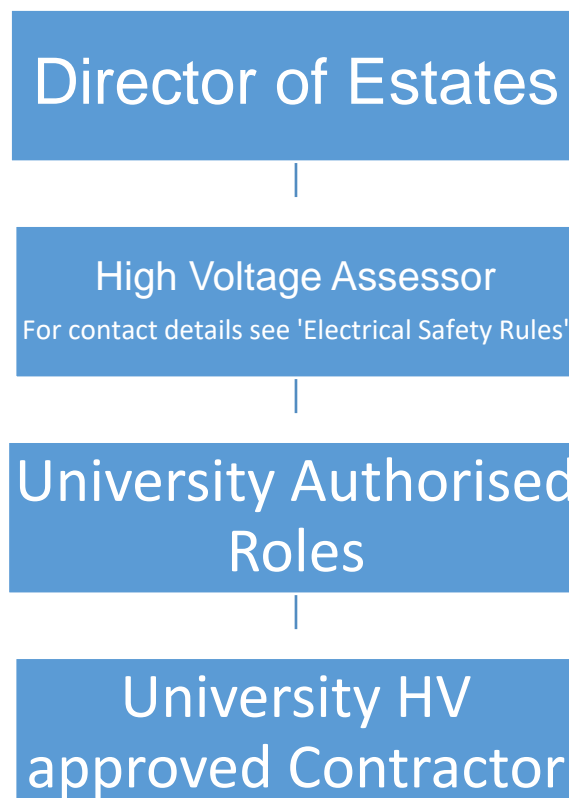 Director of Estates
High Voltage Assessor
For contact details see 'Electrical Safety Rules'
University Authorised
Roles
University HV
approved Contractor